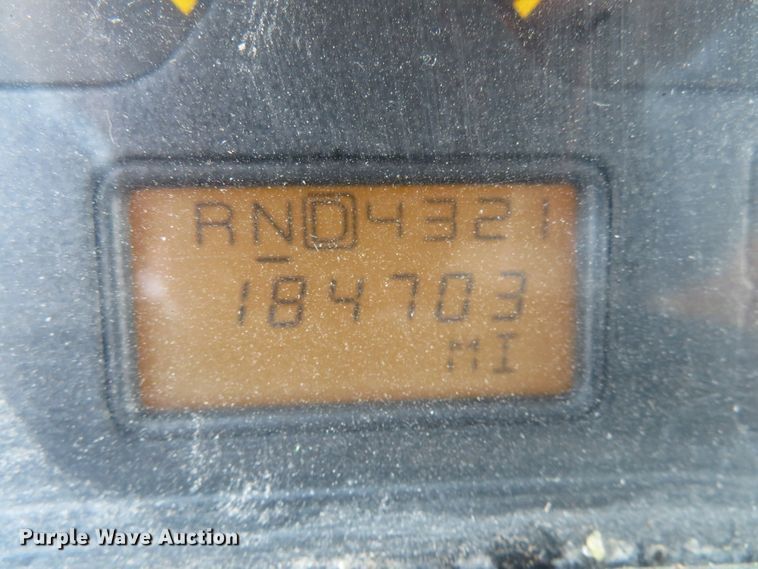 RND4321
184703
MI
Purple Wave Auction